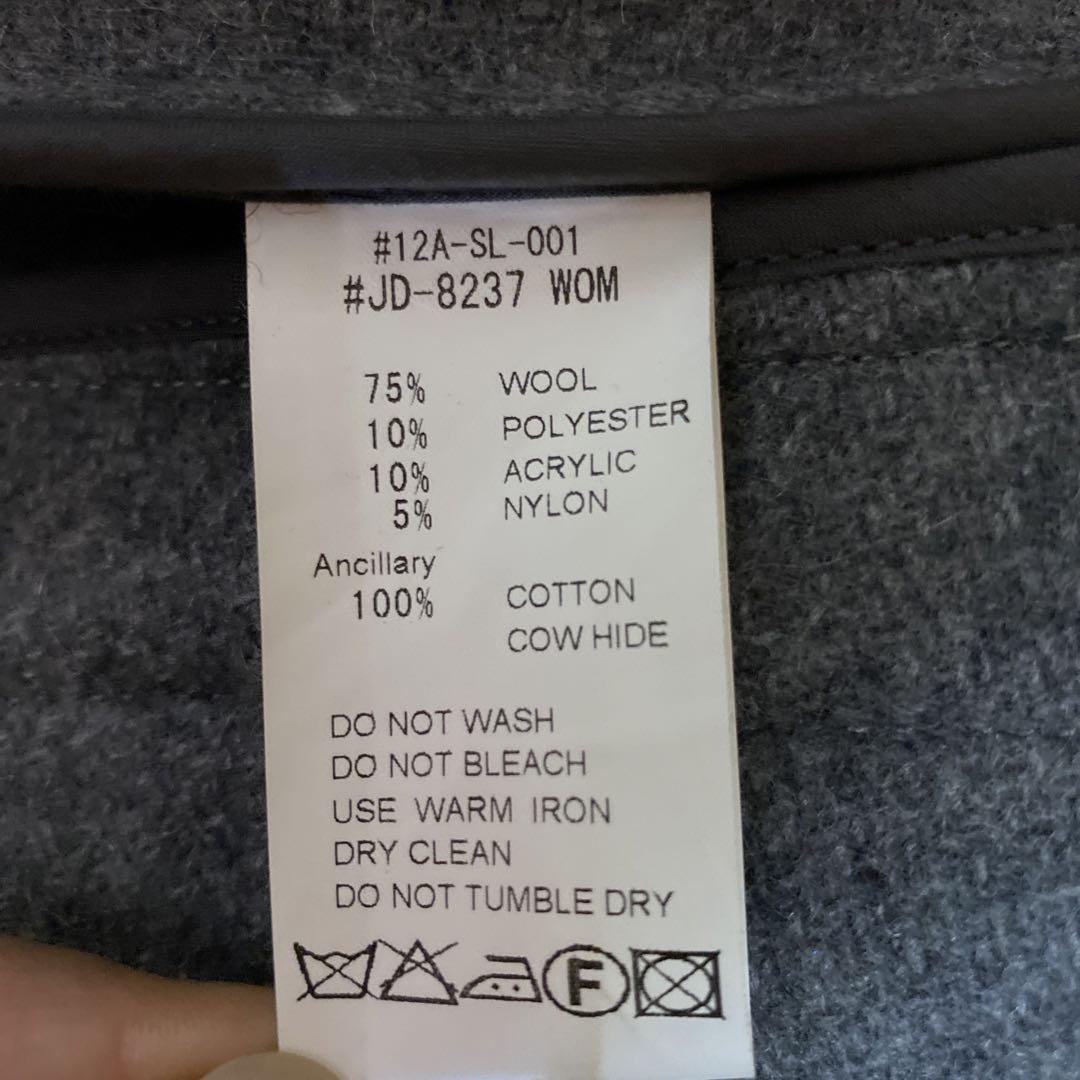 #12A-SL-001
#JD-8237 WOM
75% WOOL
10% POLYESTER
10% ACRYLIC
5% NYLON
Ancillary
100% COTTON
COW HIDE
DO NOT WASH
DO NOT BLEACH
USE WARM IRON
DRY CLEAN
DO NOT TUMBLE DRY
F